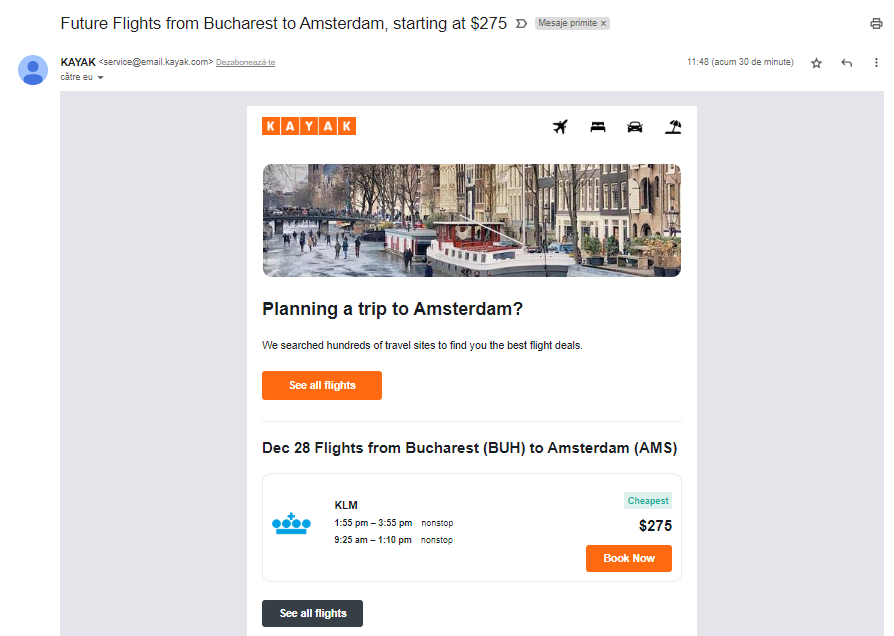 Future Flights from Bucharest to Amsterdam, starting at $275 Mesaje primite ×
KAYAK <service@email.kayak.com> Dezabonează-te
11:48 (acum 30 de minute)
către eu
KAYAK
Planning a trip to Amsterdam?
We searched hundreds of travel sites to find you the best flight deals.
See all flights
Dec 28 Flights from Bucharest (BUH) to Amsterdam (AMS)
Cheapest
KLM
1:55 pm – 3:55 pm nonstop
$275
9:25 am – 1:10 pm nonstop
Book Now
See all flights